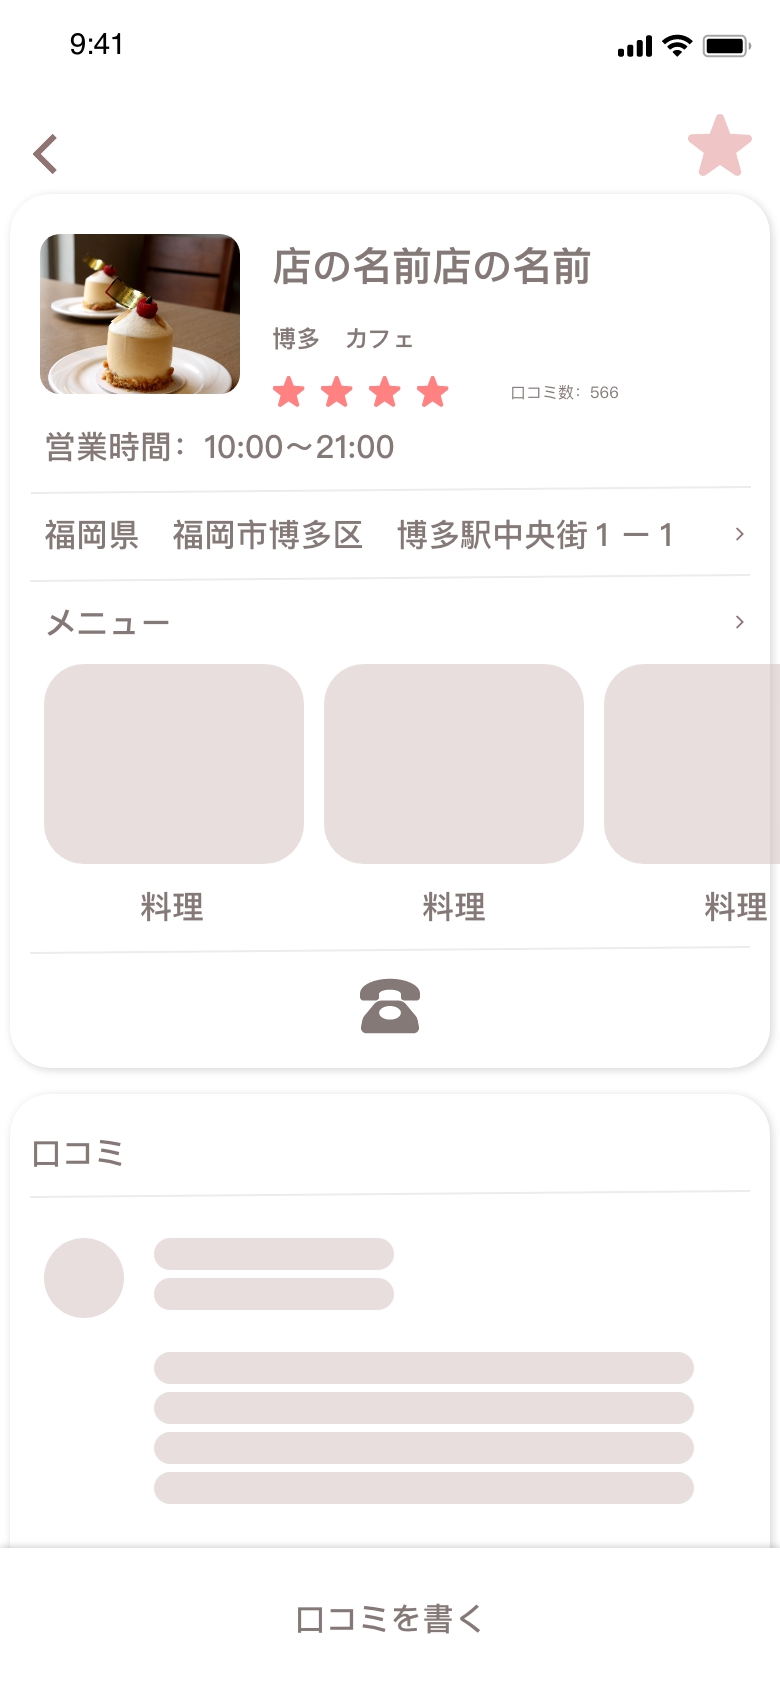 9:41
店の名前店の名前
博多　カフェ
口コミ数：566
営業時間：10:00〜21:00
福岡県　福岡市博多区　博多駅中央街１ー１
メニュー
料理
料理
料理
口コミ
口コミを書く